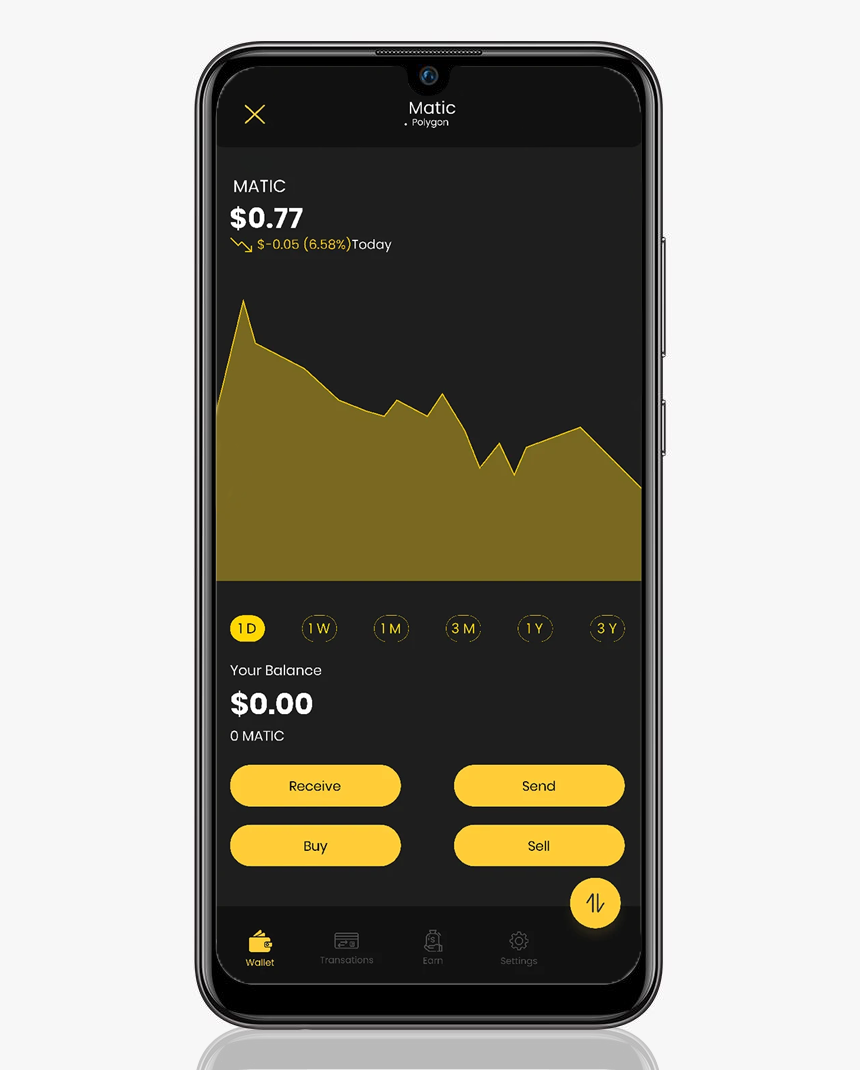 Matic
• Polygon
MATIC
$0.77
$-0.05 (6.58%)Today
1 D
1 W
1 M
3 M
1 Y
3 Y
Your Balance
$0.00
0 MATIC
Receive
Send
Buy
Sell
Wallet
Transations
Earn
Settings